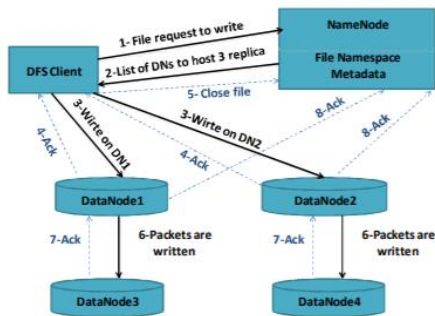 NameNode
1- File request to write
DFS Client
2-List of DNs to host 3 replica
File Namespace
Metadata
5- Close file
8-Ack
3-Wirte on DN1
3-Wirte on DN2
4-Ack
4-Ack
8-Ack
DataNode1
DataNode2
7-Ack
6-Packets are
written
7-Ack
6-Packets are
written
DataNode3
DataNode4